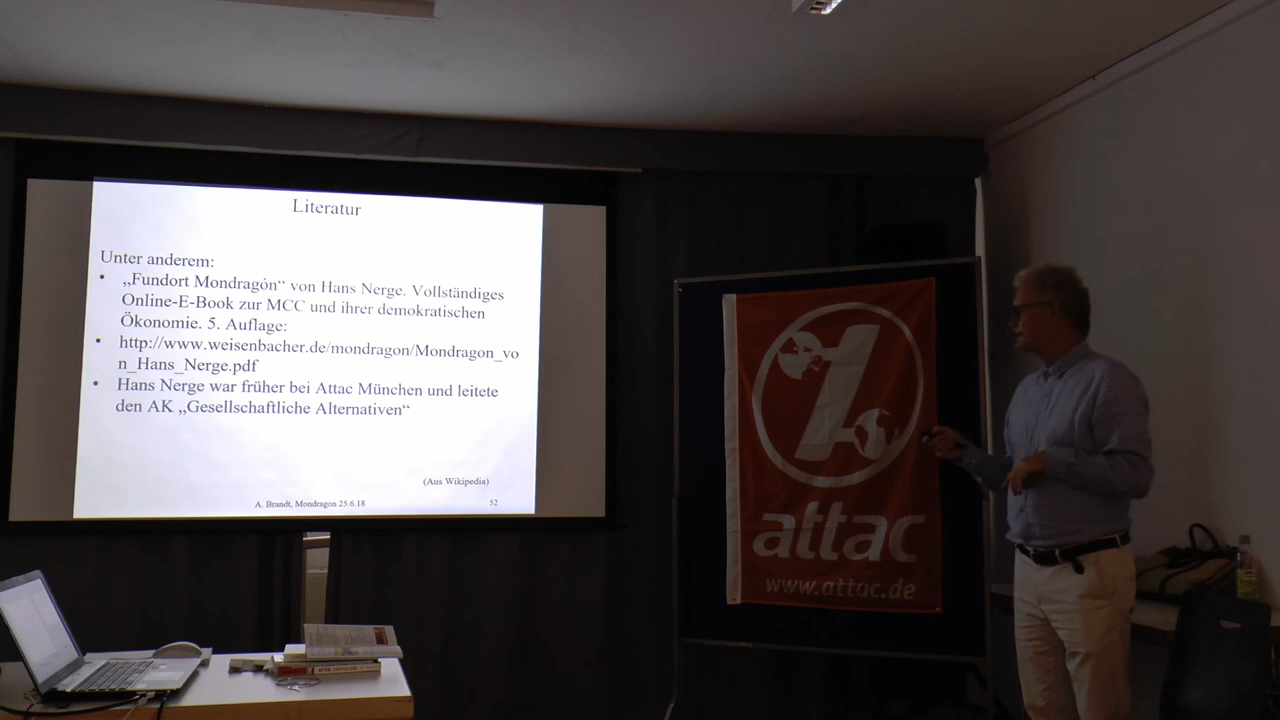 Literatur
Unter anderem:
• „Fundort Mondragón“ von Hans Nerge. Vollständiges
Online-E-Book zur MCC und ihrer demokratischen
Ökonomie. 5. Auflage:
• http://www.weisenbacher.de/mondragon/Mondragon_vo
n_Hans_Nerge.pdf
• Hans Nerge war früher bei Attac München und leitete
den AK „Gesellschaftliche Alternativen“
(Aus Wikipedia)
A. Brandt, Mondragon 25.6.18
52
attac
www.attac.de
AFTER CAPITALISM